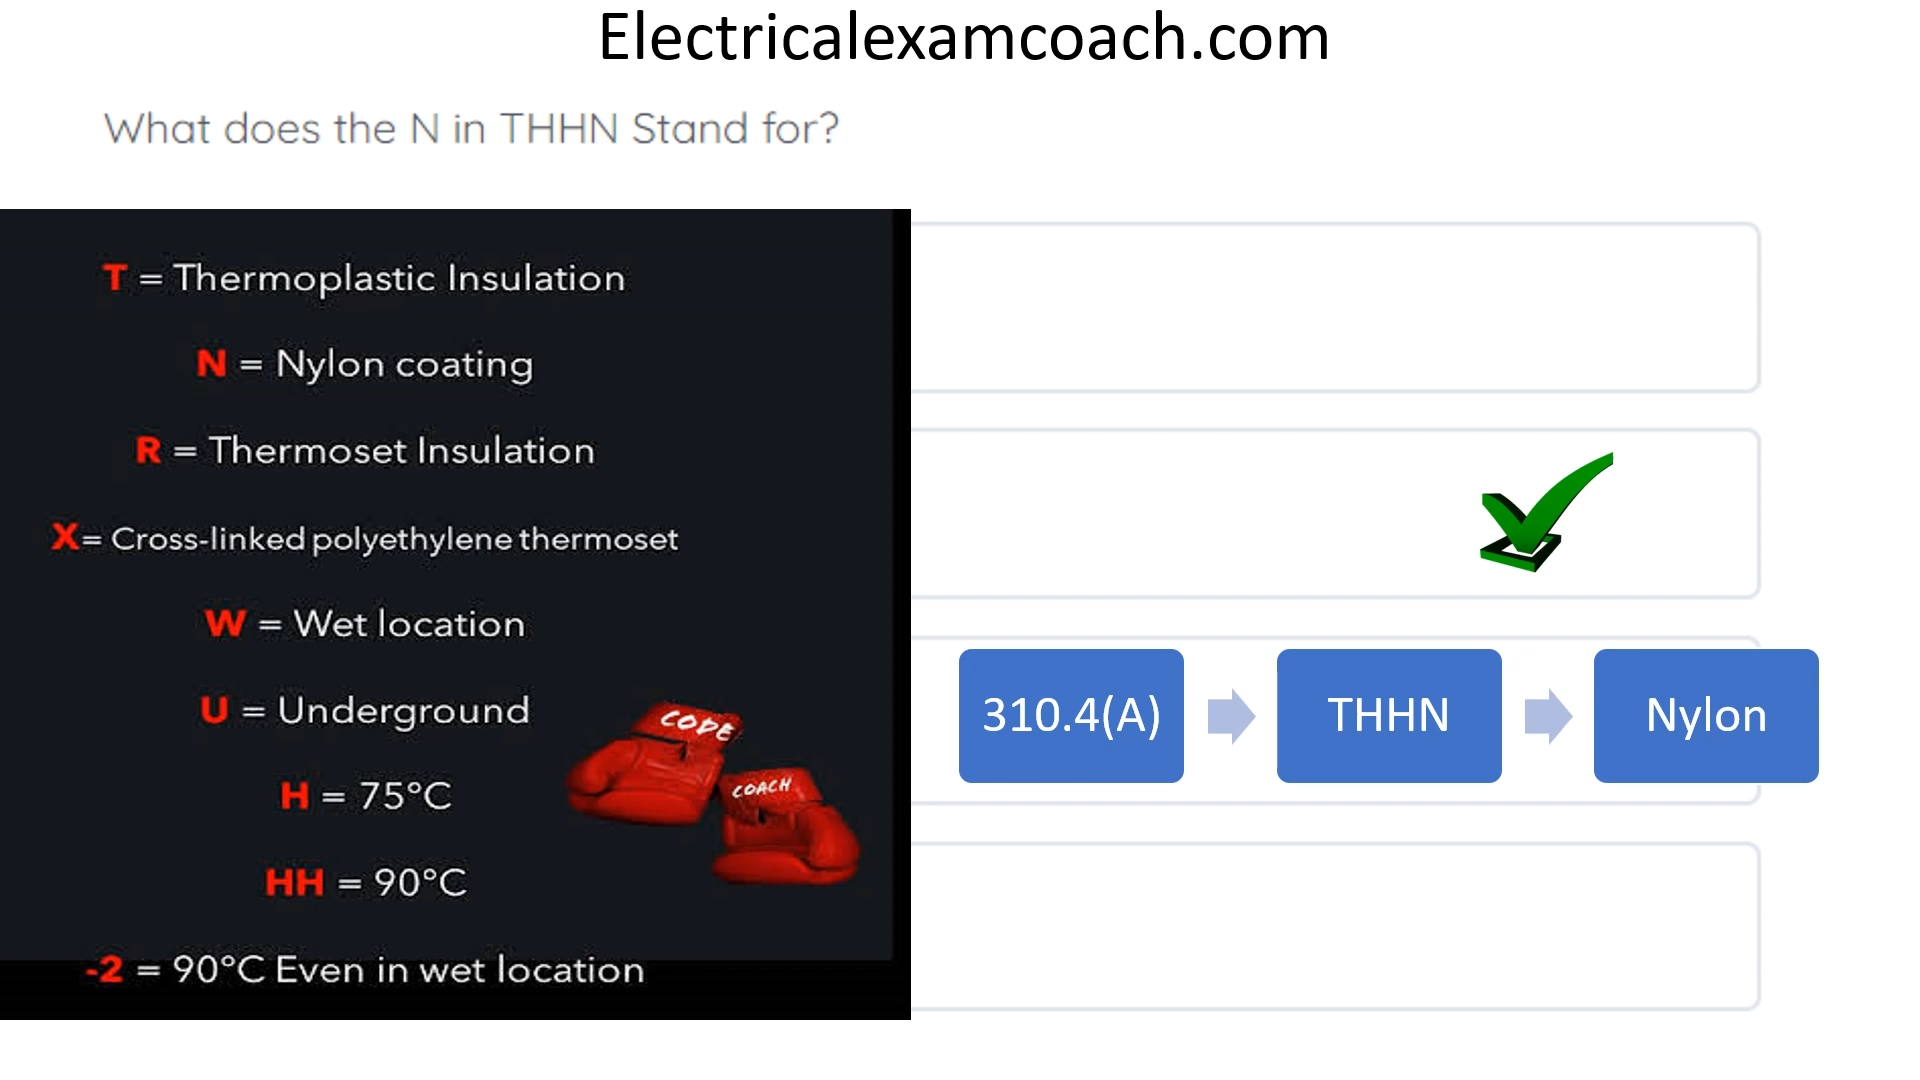 Electricalexamcoach.com
What does the N in THHN Stand for?
T = Thermoplastic Insulation
N = Nylon coating
R = Thermoset Insulation
X= Cross-linked polyethylene thermoset
W = Wet location
U = Underground
CODE
COACH
H = 75°C
HH = 90°C
-2 = 90°C Even in wet location
310.4(A)
THHN
Nylon